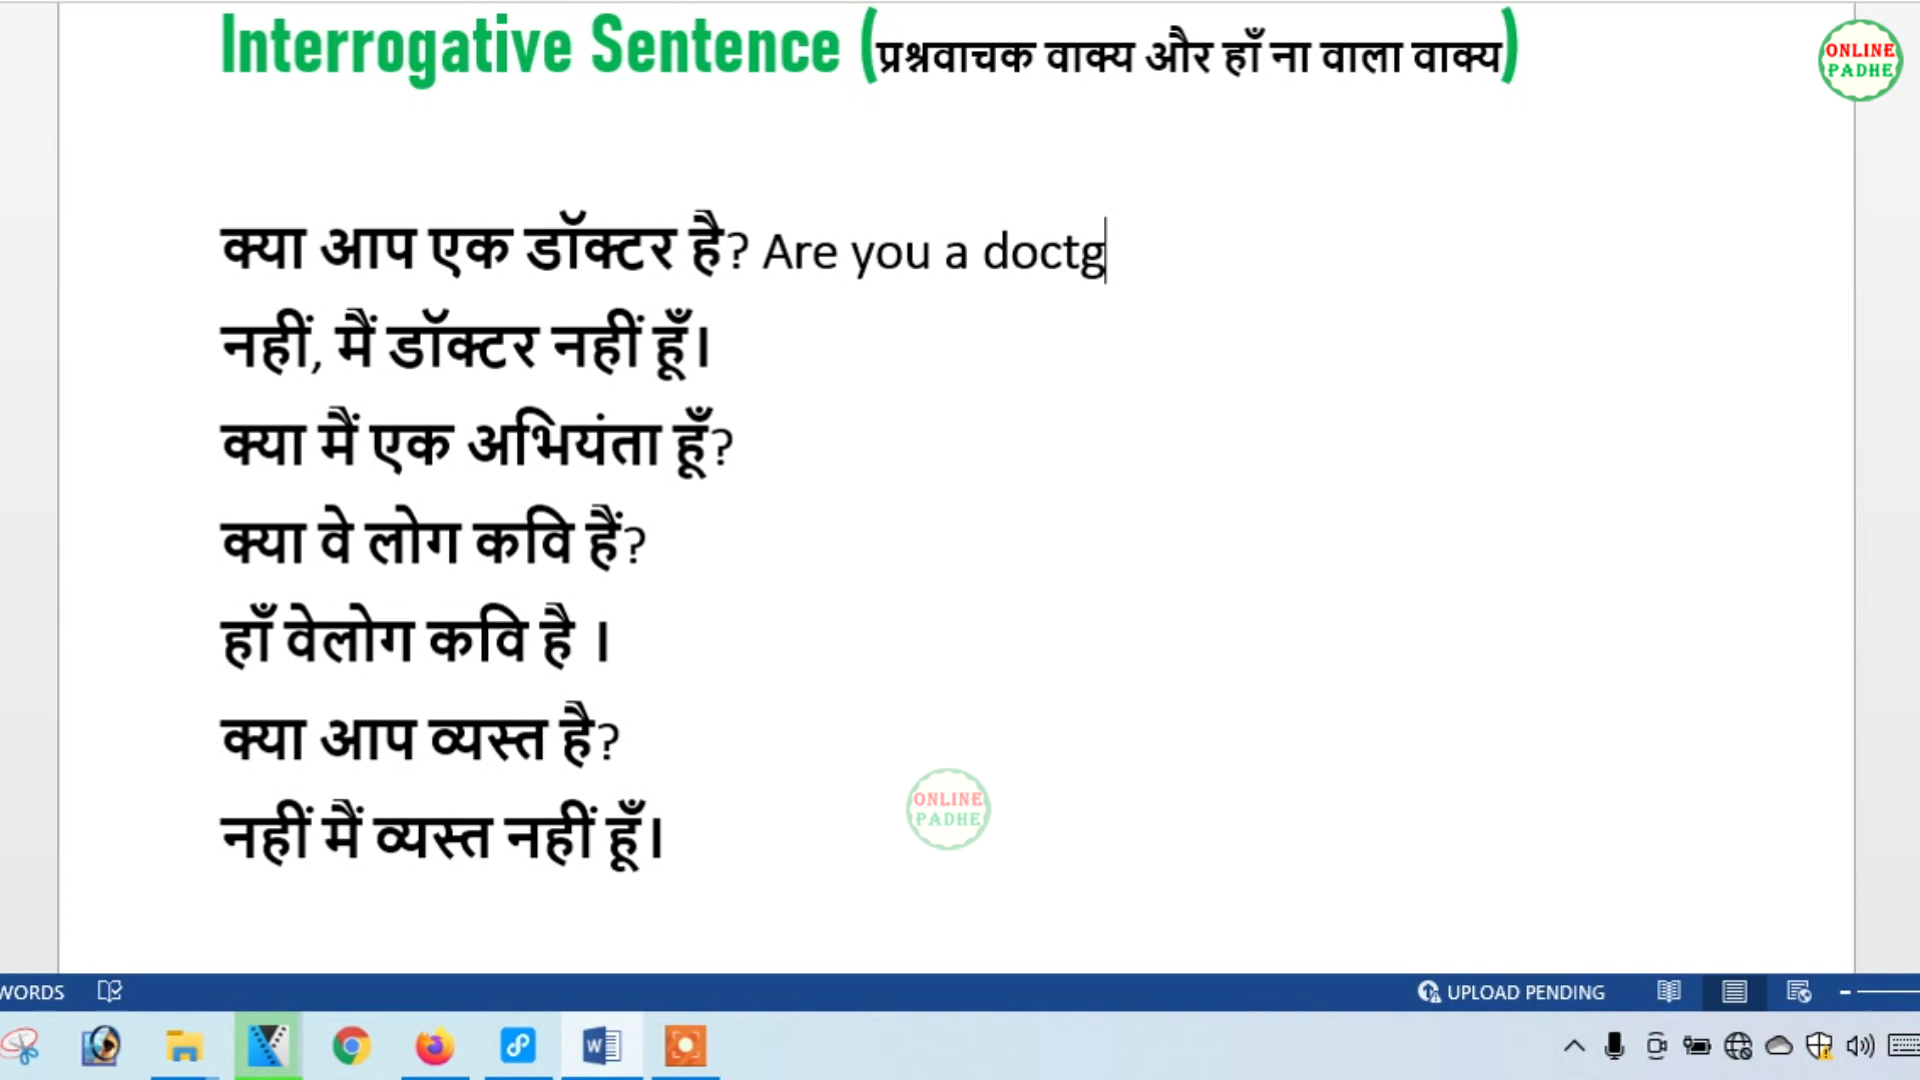 Interrogative Sentence (प्रश्नवाचक वाक्य और हाँ ना वाला वाक्य)
ONLINE
PADHE
क्या आप एक डॉक्टर है? Are you a doctg
नहीं, मैं डॉक्टर नहीं हूँ।
क्या मैं एक अभियंता हूँ?
क्या वे लोग कवि हैं?
हाँ वेलोग कवि है ।
क्या आप व्यस्त है?
नहीं मैं व्यस्त नहीं हूँ।
ONLINE
PADHE
WORDS
UPLOAD PENDING